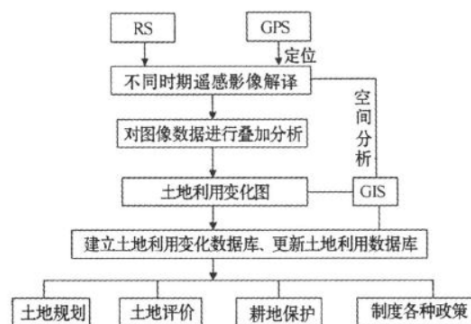 RS
GPS
定位
不同时期遥感影像解译
空间分析
对图像数据进行叠加分析
土地利用变化图
GIS
建立土地利用变化数据库、更新土地利用数据库
土地规划
土地评价
耕地保护
制度各种政策